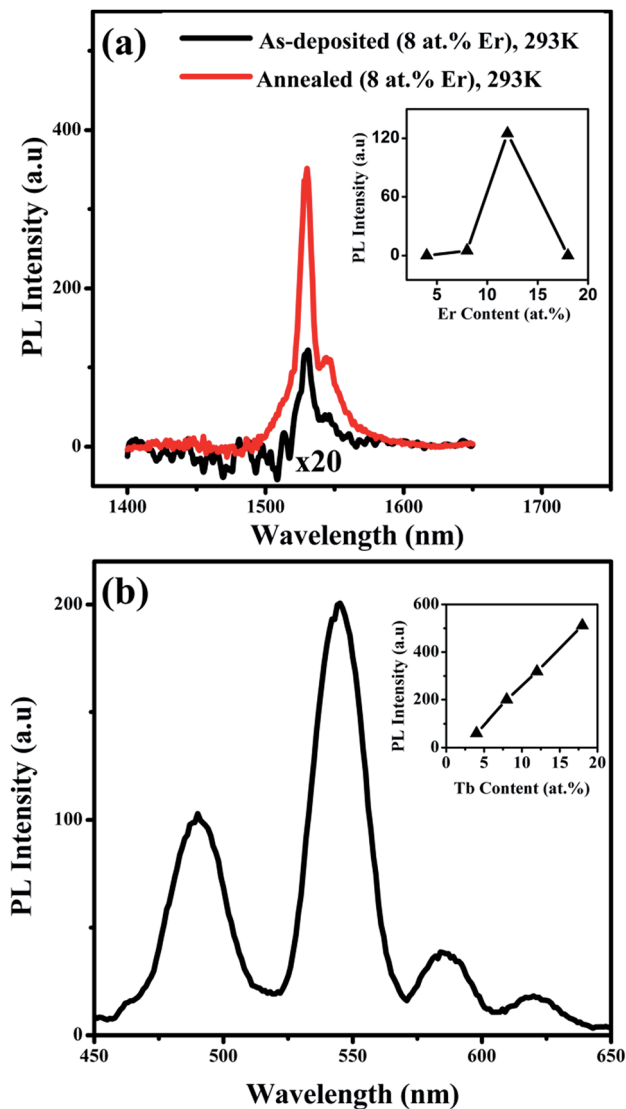 (a)
As-deposited (8 at.% Er), 293K
Annealed (8 at.% Er), 293K
PL Intensity (a.u)
400
200
0
x20
1400 1500 1600 1700
Wavelength (nm)
PL Intensity (a.u)
120
60
0
5 10 15 20
Er Content (at.%)
(b)
PL Intensity (a.u)
200
100
0
450 500 550 600 650
Wavelength (nm)
PL Intensity (a.u)
600
400
200
0
0 5 10 15 20
Tb Content (at.%)